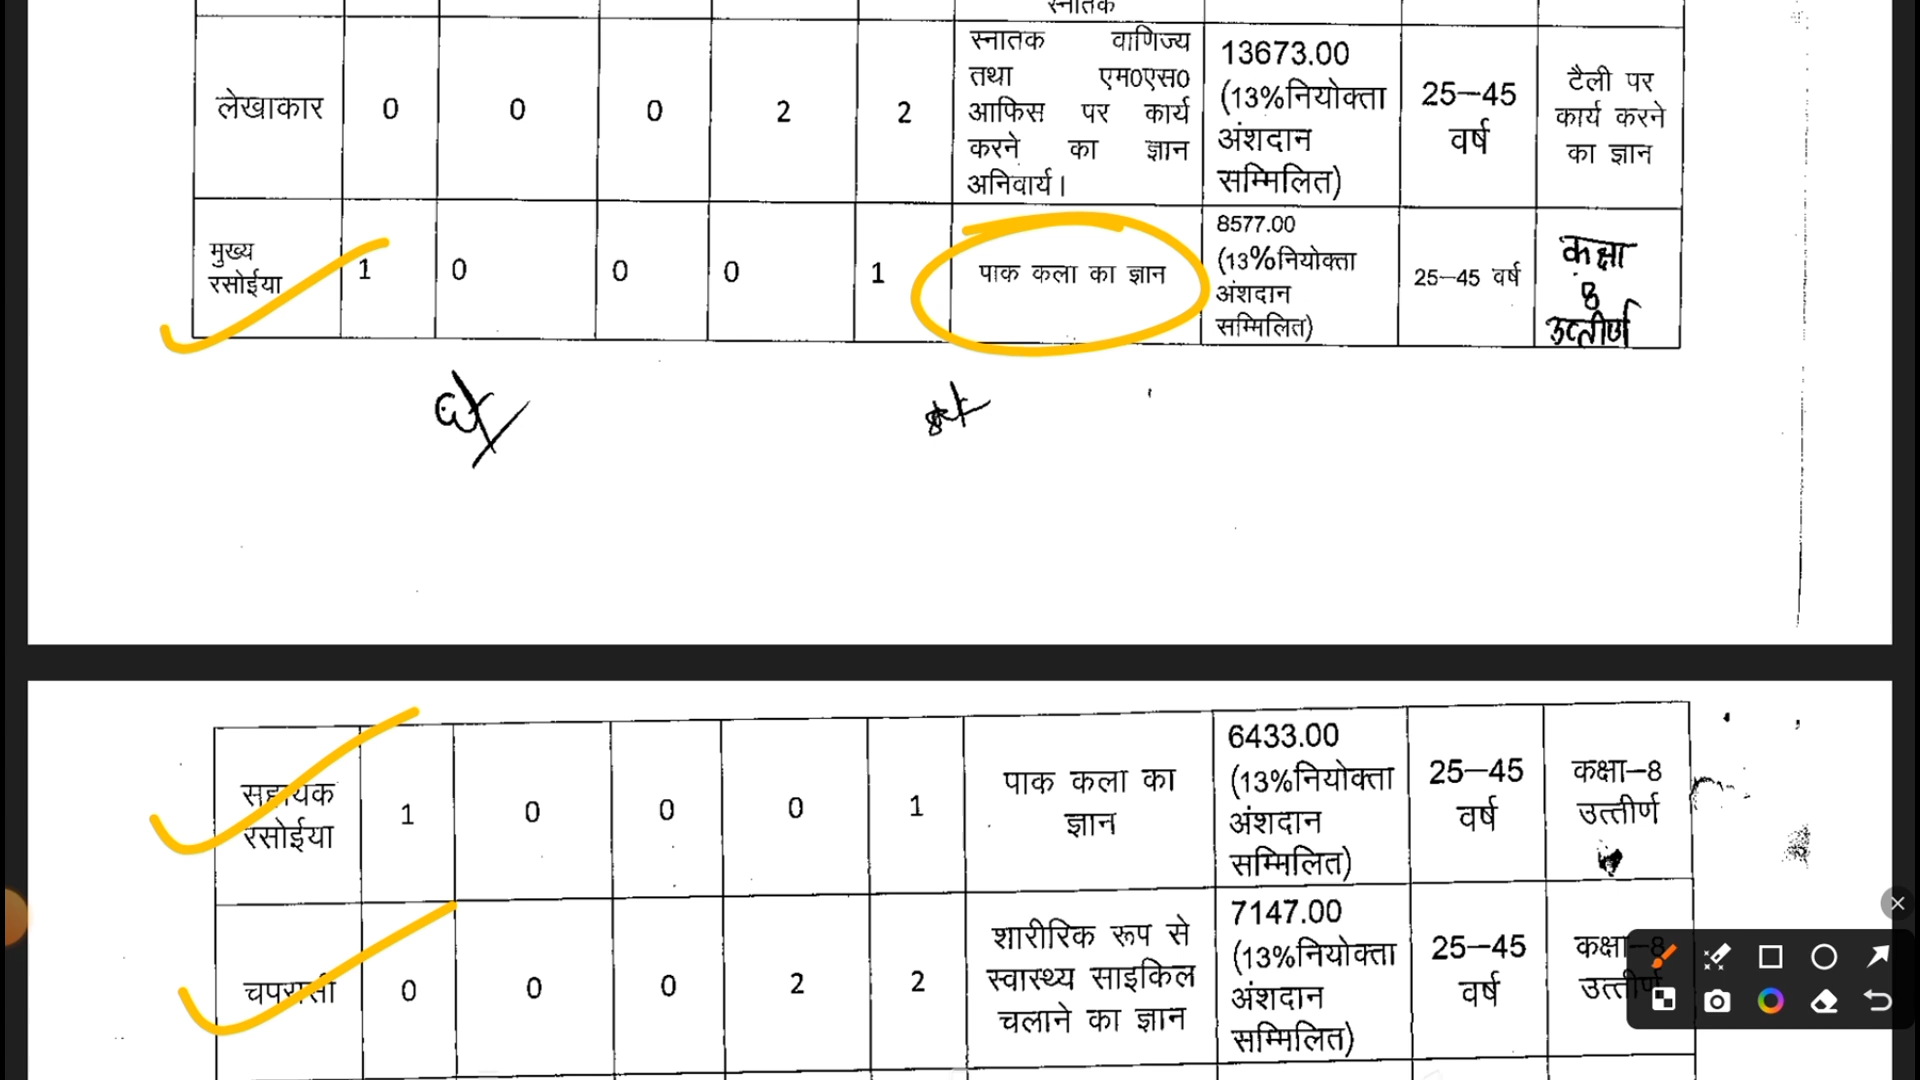 स्नातक
लेखाकार 0 0 0 2 2
स्नातक वाणिज्य
तथा एम0एस0
आफिस पर कार्य
करने का ज्ञान
अनिवार्य।
13673.00
(13%नियोक्ता
अंशदान
सम्मिलित)
25–45
वर्ष
टैली पर
कार्य करने
का ज्ञान
मुख्य
रसोईया
1 0 0 0 1
पाक कला का ज्ञान
8577.00
(13%नियोक्ता
अंशदान
सम्मिलित)
25–45 वर्ष
कक्षा
8
उत्तीर्ण
सहायक
रसोईया
1 0 0 0 1
पाक कला का
ज्ञान
6433.00
(13%नियोक्ता
अंशदान
सम्मिलित)
25–45
वर्ष
कक्षा–8
उत्तीर्ण
चपरासी 0 0 0 2 2
शारीरिक रूप से
स्वास्थ्य साइकिल
चलाने का ज्ञान
7147.00
(13%नियोक्ता
अंशदान
सम्मिलित)
25–45
वर्ष
कक्षा–8
उत्तीर्ण